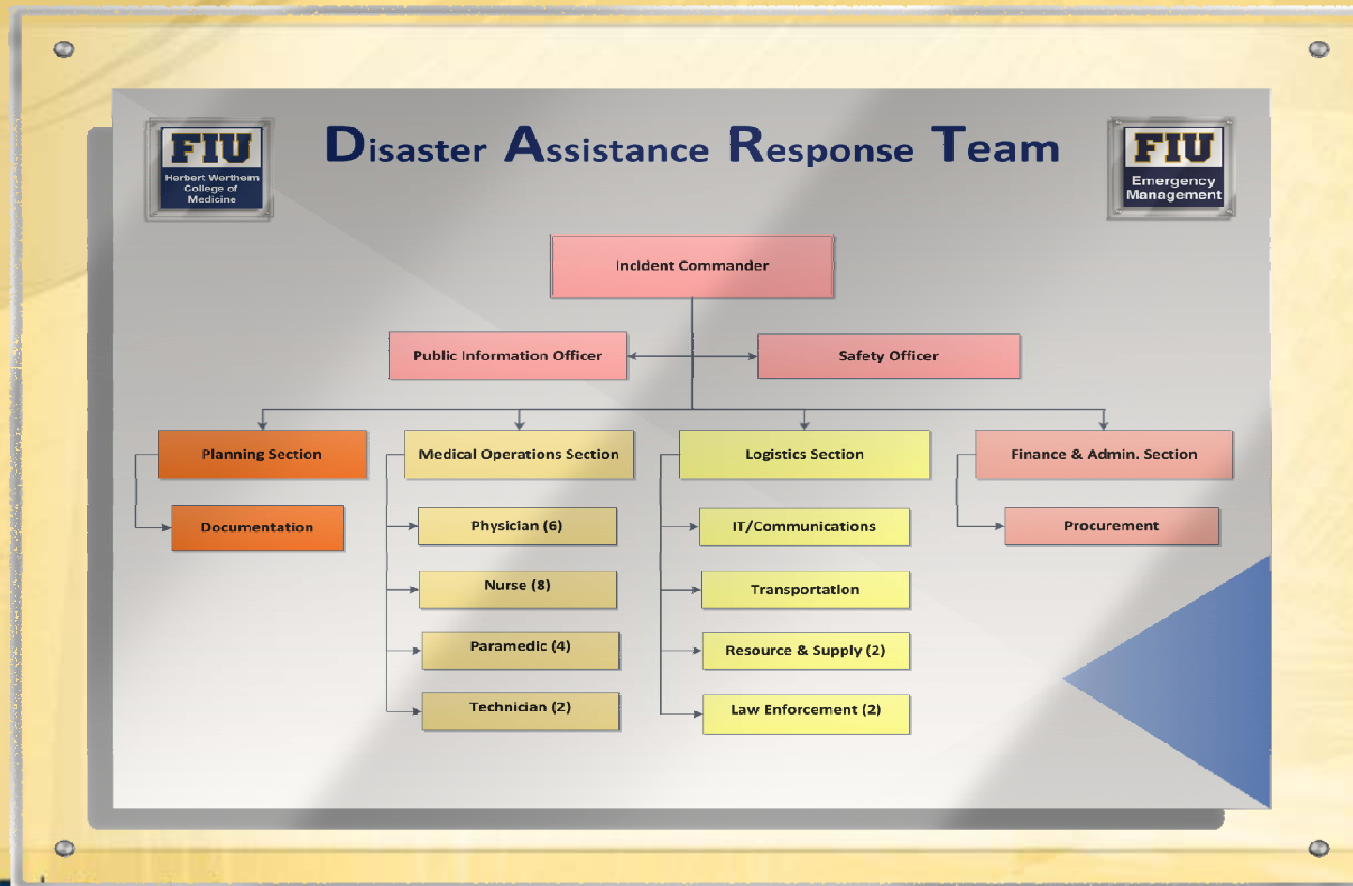 FIU
Herbert Wertheim
College of
Medicine
Disaster Assistance Response Team
FIU
Emergency
Management
Incident Commander
Public Information Officer
Safety Officer
Planning Section
Medical Operations Section
Logistics Section
Finance & Admin. Section
Documentation
Physician (6)
IT/Communications
Procurement
Nurse (8)
Transportation
Paramedic (4)
Resource & Supply (2)
Technician (2)
Law Enforcement (2)